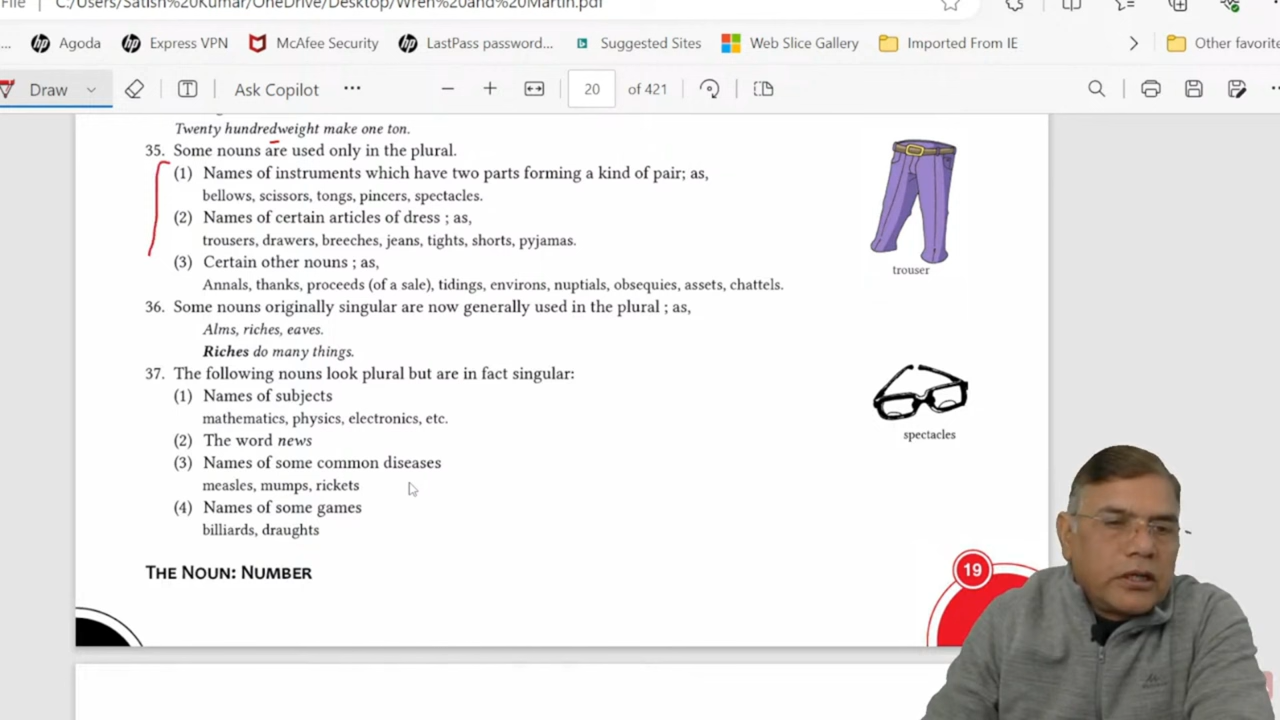 File | C:/Users/Satish%20Kumar/OneDrive/Desktop/Wren%20and%20Martin.pdf
... Agoda Express VPN McAfee Security LastPass password... Suggested Sites Web Slice Gallery Imported From IE Other favorite
Draw Ask Copilot ... 20 of 421
Twenty hundredweight make one ton.
35. Some nouns are used only in the plural.
(1) Names of instruments which have two parts forming a kind of pair; as,
bellows, scissors, tongs, pincers, spectacles.
(2) Names of certain articles of dress ; as,
trousers, drawers, breeches, jeans, tights, shorts, pyjamas.
trouser
(3) Certain other nouns ; as,
Annals, thanks, proceeds (of a sale), tidings, environs, nuptials, obsequies, assets, chattels.
36. Some nouns originally singular are now generally used in the plural ; as,
Alms, riches, eaves.
Riches do many things.
37. The following nouns look plural but are in fact singular:
(1) Names of subjects
mathematics, physics, electronics, etc.
spectacles
(2) The word news
(3) Names of some common diseases
measles, mumps, rickets
(4) Names of some games
billiards, draughts
THE NOUN: NUMBER
19